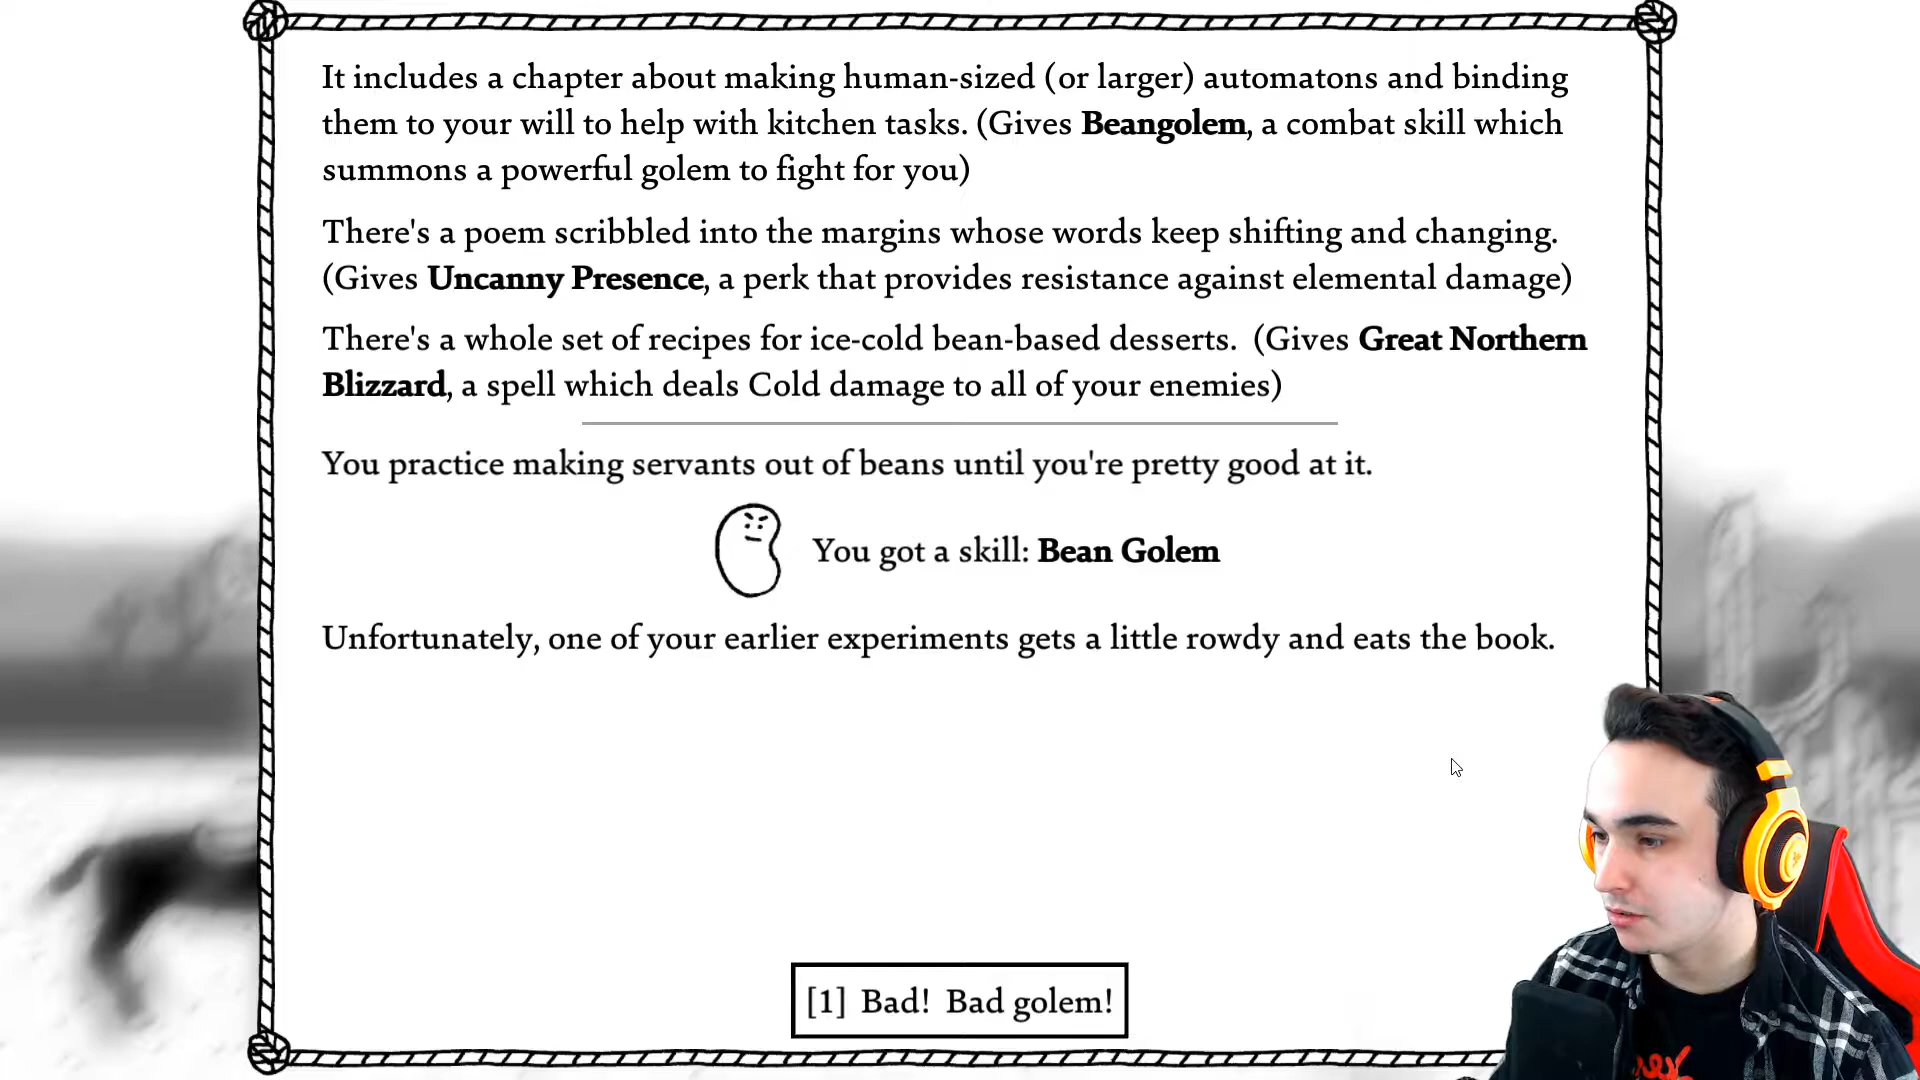 It includes a chapter about making human-sized (or larger) automatons and binding
them to your will to help with kitchen tasks. (Gives Beangolem, a combat skill which
summons a powerful golem to fight for you)
There's a poem scribbled into the margins whose words keep shifting and changing.
(Gives Uncanny Presence, a perk that provides resistance against elemental damage)
There's a whole set of recipes for ice-cold bean-based desserts.  (Gives Great Northern
Blizzard, a spell which deals Cold damage to all of your enemies)
You practice making servants out of beans until you're pretty good at it.
You got a skill: Bean Golem
Unfortunately, one of your earlier experiments gets a little rowdy and eats the book.
[1]  Bad!  Bad golem!